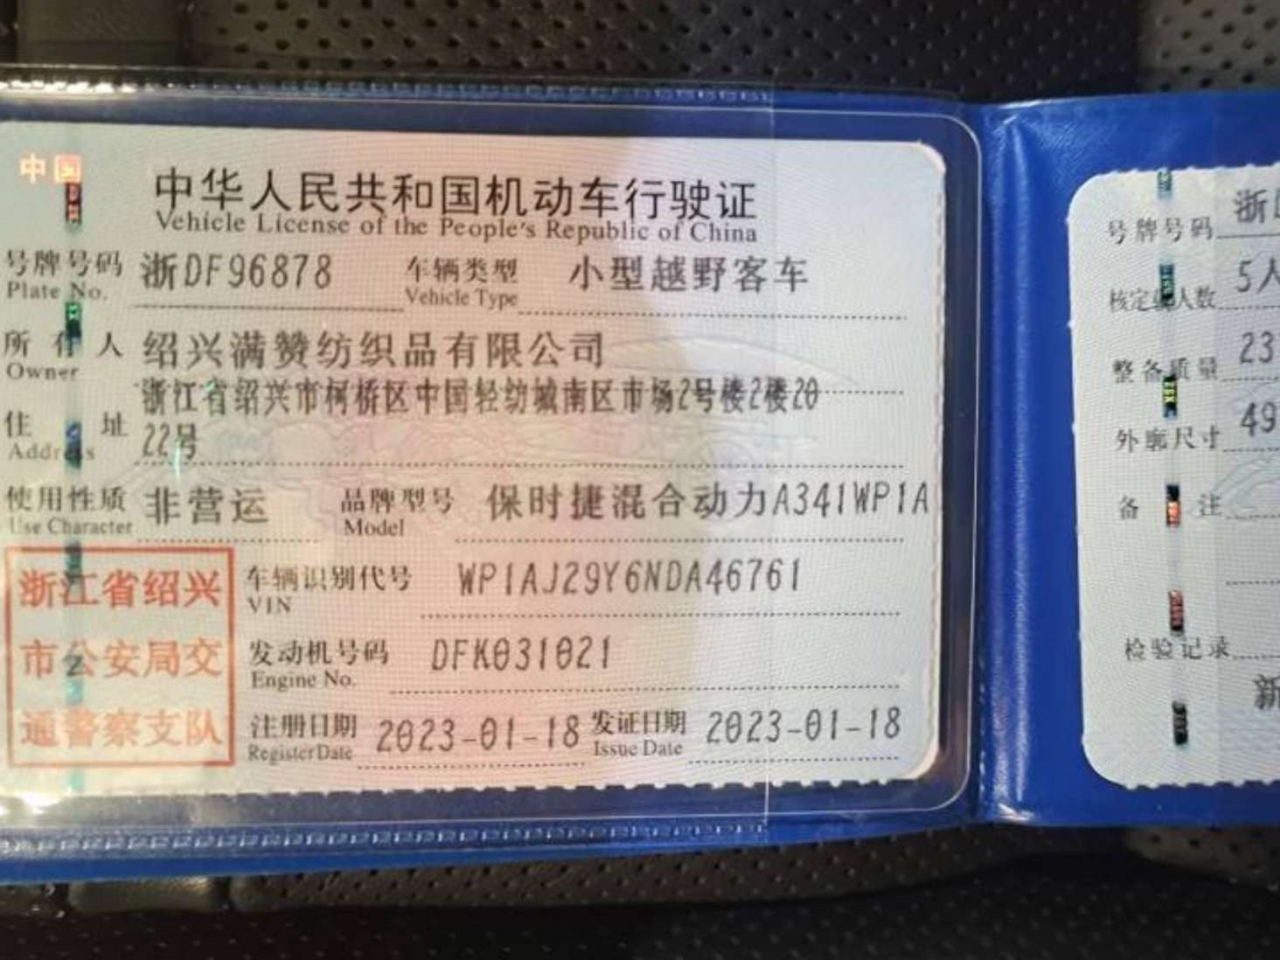 中国
中华人民共和国机动车行驶证
Vehicle License of the People's Republic of China
号牌号码 浙DF96878 车辆类型 小型越野客车
Plate No. Vehicle Type
所有人 绍兴满赞纺织品有限公司
Owner
浙江省绍兴市柯桥区中国轻纺城南区市场2号楼2楼20
住址 22号
Address
使用性质 非营运 品牌型号 保时捷混合动力A341WP1A
Use Character Model
浙江省绍兴
市公安局交
通警察支队
车辆识别代号 WP1AJ29Y6NDA46761
VIN
发动机号码 DFK031021
Engine No.
注册日期 2023-01-18 发证日期 2023-01-18
Register Date Issue Date
号牌号码 浙
核定载人数 5人
整备质量 23
外廓尺寸 49
备注
检验记录
新